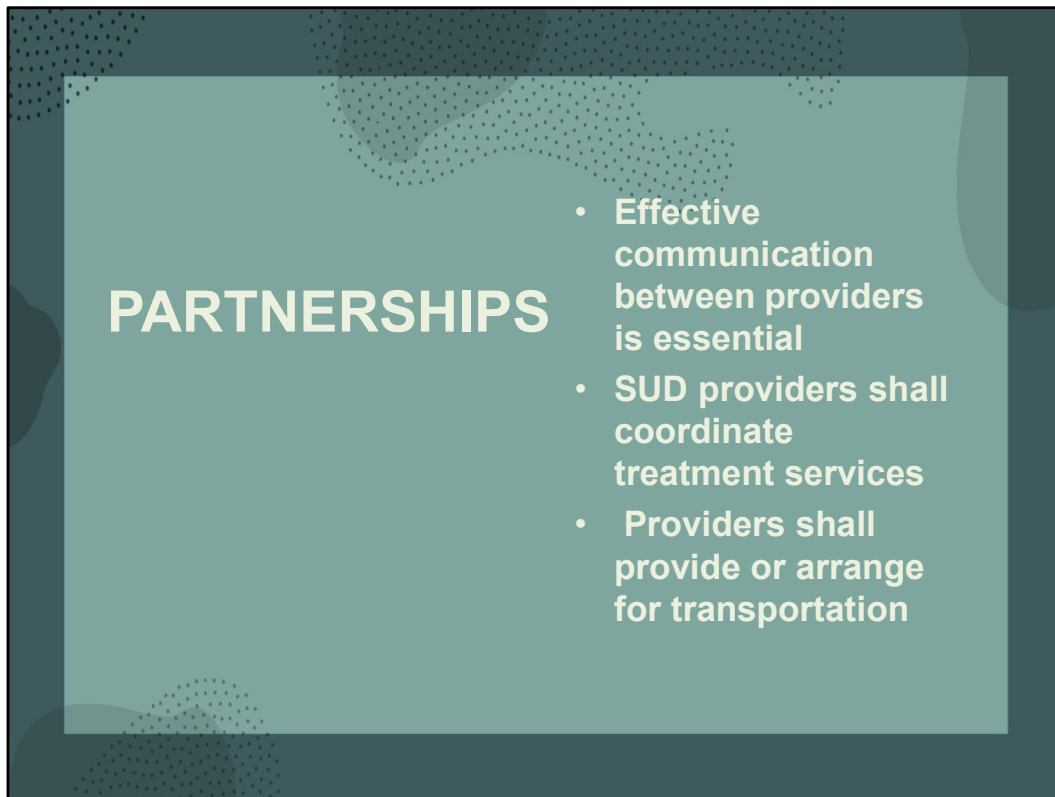 PARTNERSHIPS
• Effective
communication
between providers
is essential
• SUD providers shall
coordinate
treatment services
• Providers shall
provide or arrange
for transportation